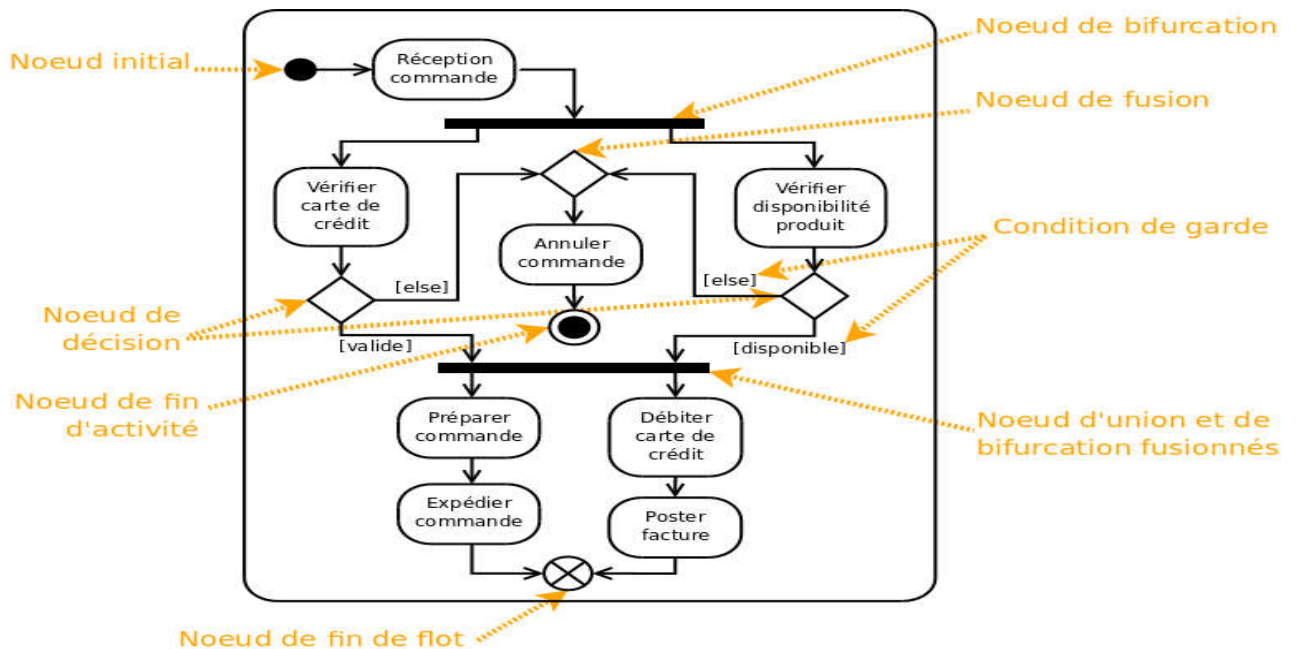 Noeud de bifurcation
Noeud initial
Réception
commande
Noeud de fusion
Vérifier
carte de
crédit
Vérifier
disponibilité
produit
Annuler
commande
Condition de garde
[else]
[else]
Noeud de
décision
[valide]
[disponible]
Noeud de fin
d'activité
Préparer
commande
Débiter
carte de
crédit
Noeud d'union et de
bifurcation fusionnés
Expédier
commande
Poster
facture
Noeud de fin de flot